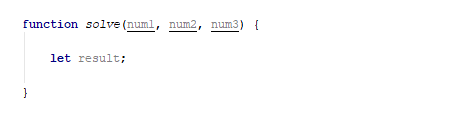 function solve(num1, num2, num3) {
let result;
}